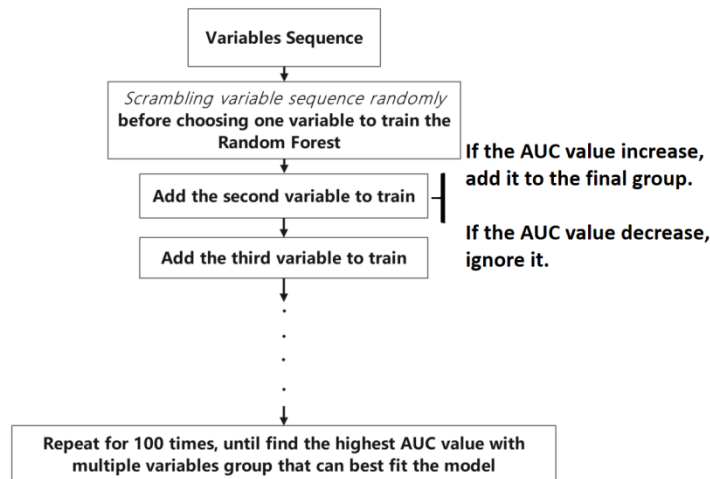 Variables Sequence
Scrambling variable sequence randomly
before choosing one variable to train the
Random Forest
If the AUC value increase,
add it to the final group.
Add the second variable to train
If the AUC value decrease,
ignore it.
Add the third variable to train
Repeat for 100 times, until find the highest AUC value with
multiple variables group that can best fit the model